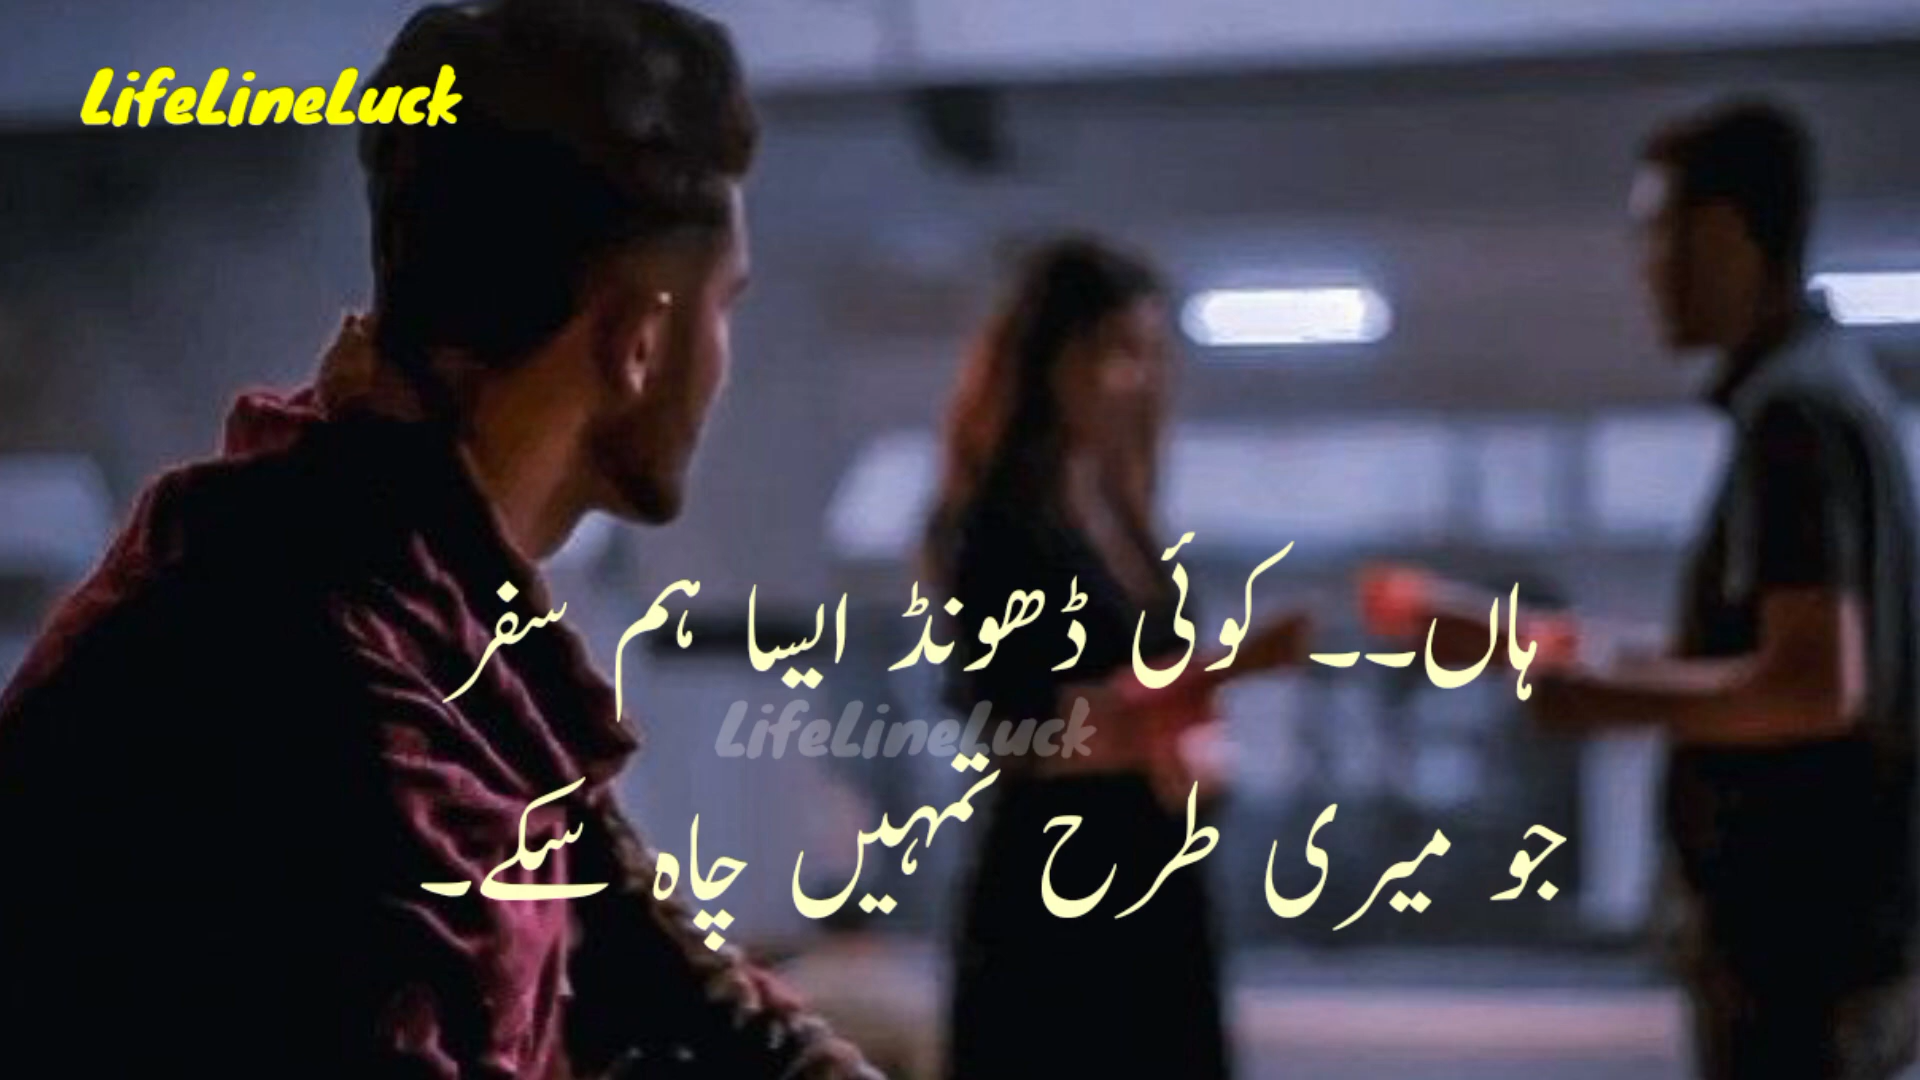 LifeLineLuck
ہاں۔۔ کوئی ڈھونڈ ایسا ہم سفر
LifeLineLuck
جو میری طرح تمہیں چاہ سکے۔